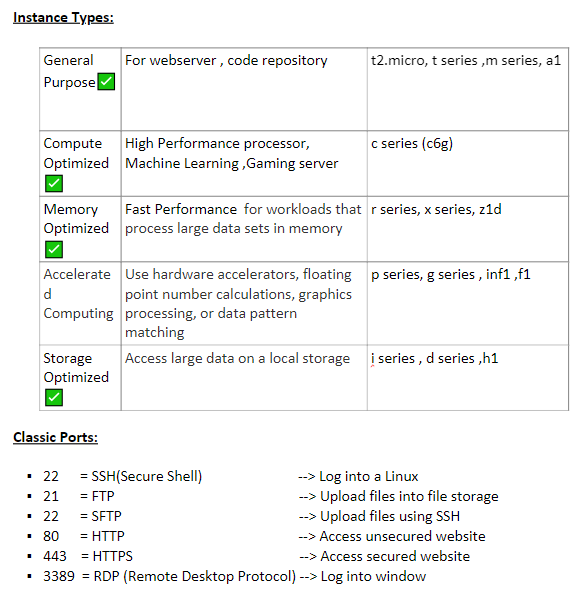 Instance Types:
General Purpose✅ For webserver , code repository t2.micro, t series ,m series, a1
Compute Optimized ✅ High Performance processor, Machine Learning ,Gaming server c series (c6g)
Memory Optimized ✅ Fast Performance for workloads that process large data sets in memory r series, x series, z1d
Accelerated Computing Use hardware accelerators, floating point number calculations, graphics processing, or data pattern matching p series, g series , inf1 ,f1
Storage Optimized ✅ Access large data on a local storage i series , d series ,h1
Classic Ports:
▪ 22 = SSH(Secure Shell) --> Log into a Linux
▪ 21 = FTP --> Upload files into file storage
▪ 22 = SFTP --> Upload files using SSH
▪ 80 = HTTP --> Access unsecured website
▪ 443 = HTTPS --> Access secured website
▪ 3389 = RDP (Remote Desktop Protocol) --> Log into window